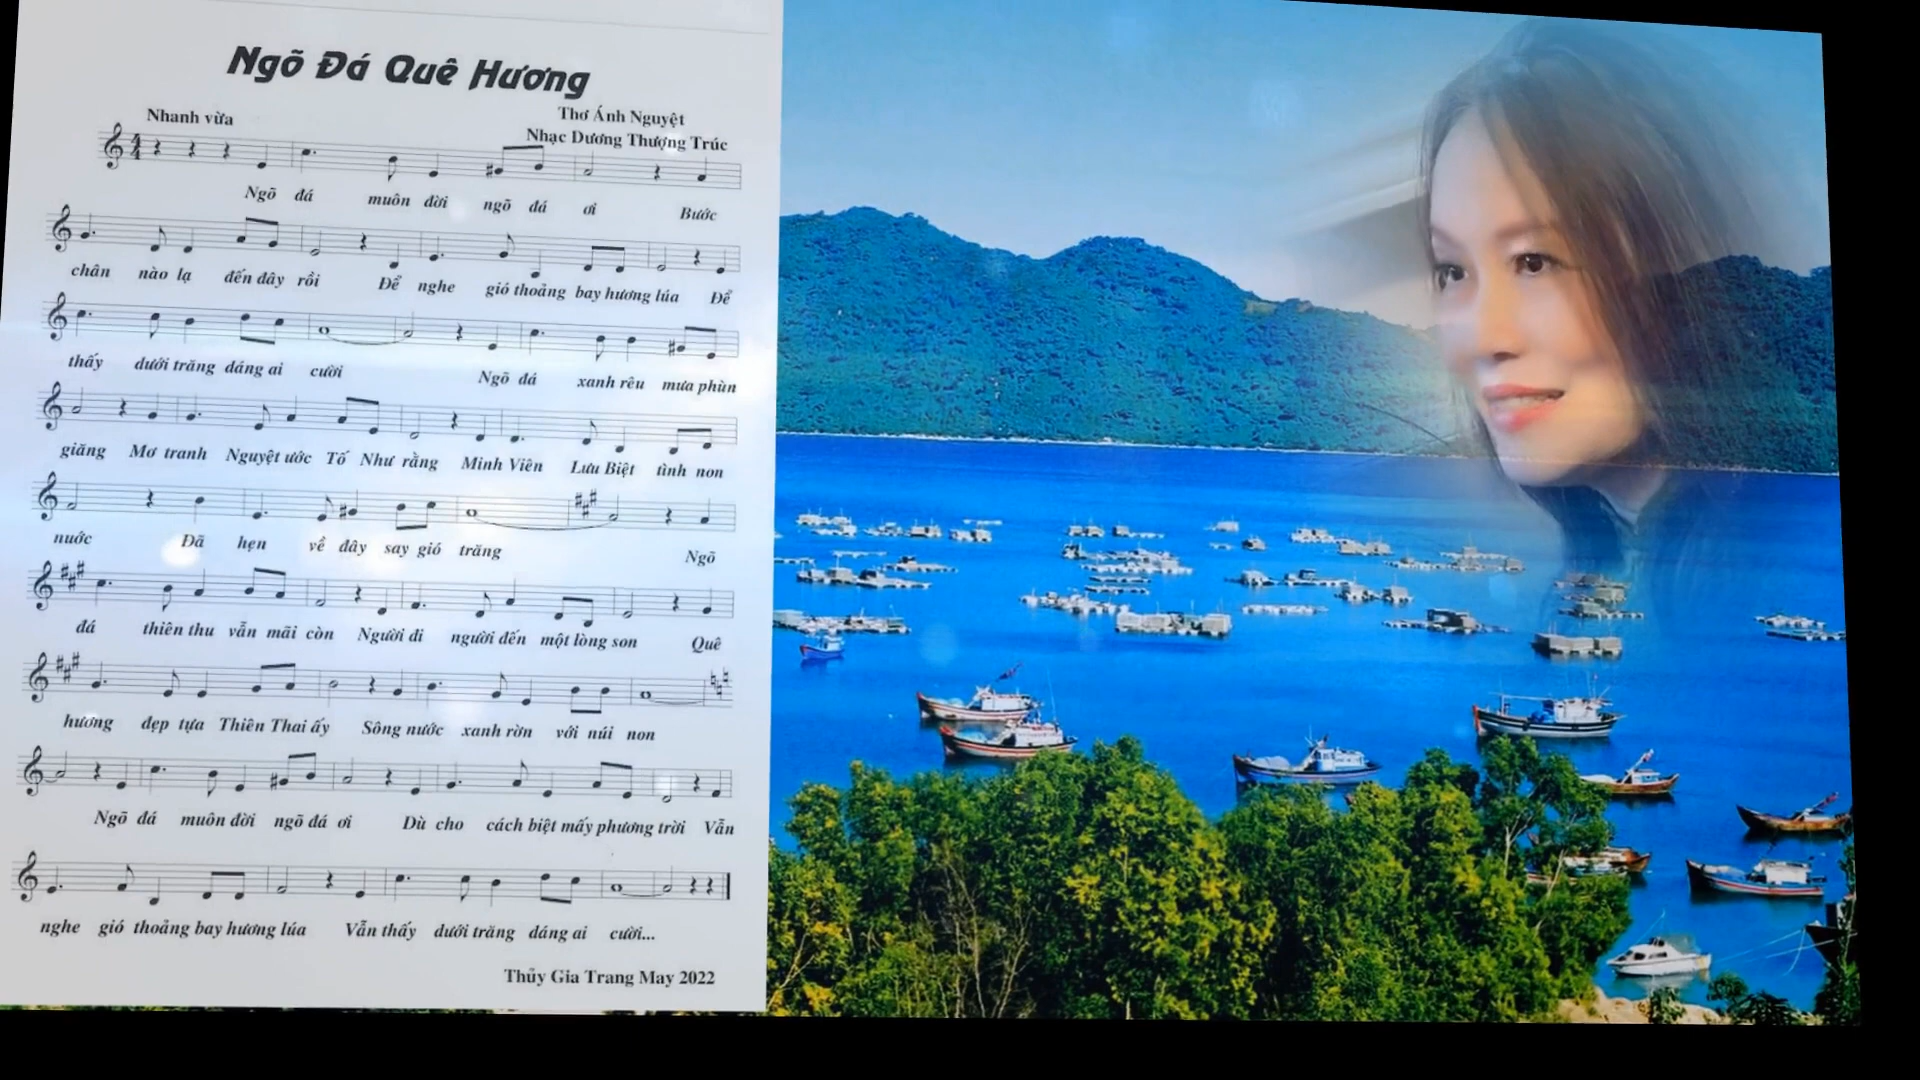 Ngõ Đá Quê Hương
Nhanh vừa
Thơ Ánh Nguyệt
Nhạc Dương Thượng Trúc
Ngõ đá muôn đời ngõ đá ơi Bước
chân nào lạ đến đây rồi Để nghe gió thoảng bay hương lúa Để
thấy dưới trăng dáng ai cười Ngõ đá xanh rêu mưa phùn
giăng Mơ tranh Nguyệt ước Tố Như rằng Minh Viên Lưu Biệt tình non
nước Đã hẹn về đây say gió trăng Ngõ
đá thiên thu vẫn mãi còn Người đi người đến một lòng son Quê
hương đẹp tựa Thiên Thai ấy Sông nước xanh rờn với núi non
Ngõ đá muôn đời ngõ đá ơi Dù cho cách biệt mấy phương trời Vẫn
nghe gió thoảng bay hương lúa Vẫn thấy dưới trăng dáng ai cười...
Thủy Gia Trang May 2022